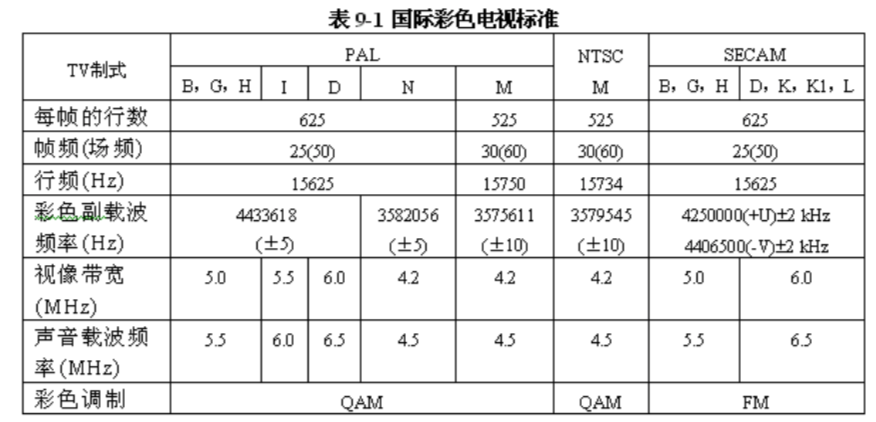 表 9-1 国际彩色电视标准
TV制式 PAL NTSC SECAM
B，G，H I D N M M B，G，H D，K，K1，L
每帧的行数 625 525 525 625
帧频(场频) 25(50) 30(60) 30(60) 25(50)
行频(Hz) 15625 15750 15734 15625
彩色副载波 4433618 3582056 3575611 3579545 4250000(+U)±2 kHz
频率(Hz) (±5) (±5) (±10) (±10) 4406500(-V)±2 kHz
视像带宽 5.0 5.5 6.0 4.2 4.2 4.2 5.0 6.0
(MHz)
声音载波频 5.5 6.0 6.5 4.5 4.5 4.5 5.5 6.5
率(MHz)
彩色调制 QAM QAM FM